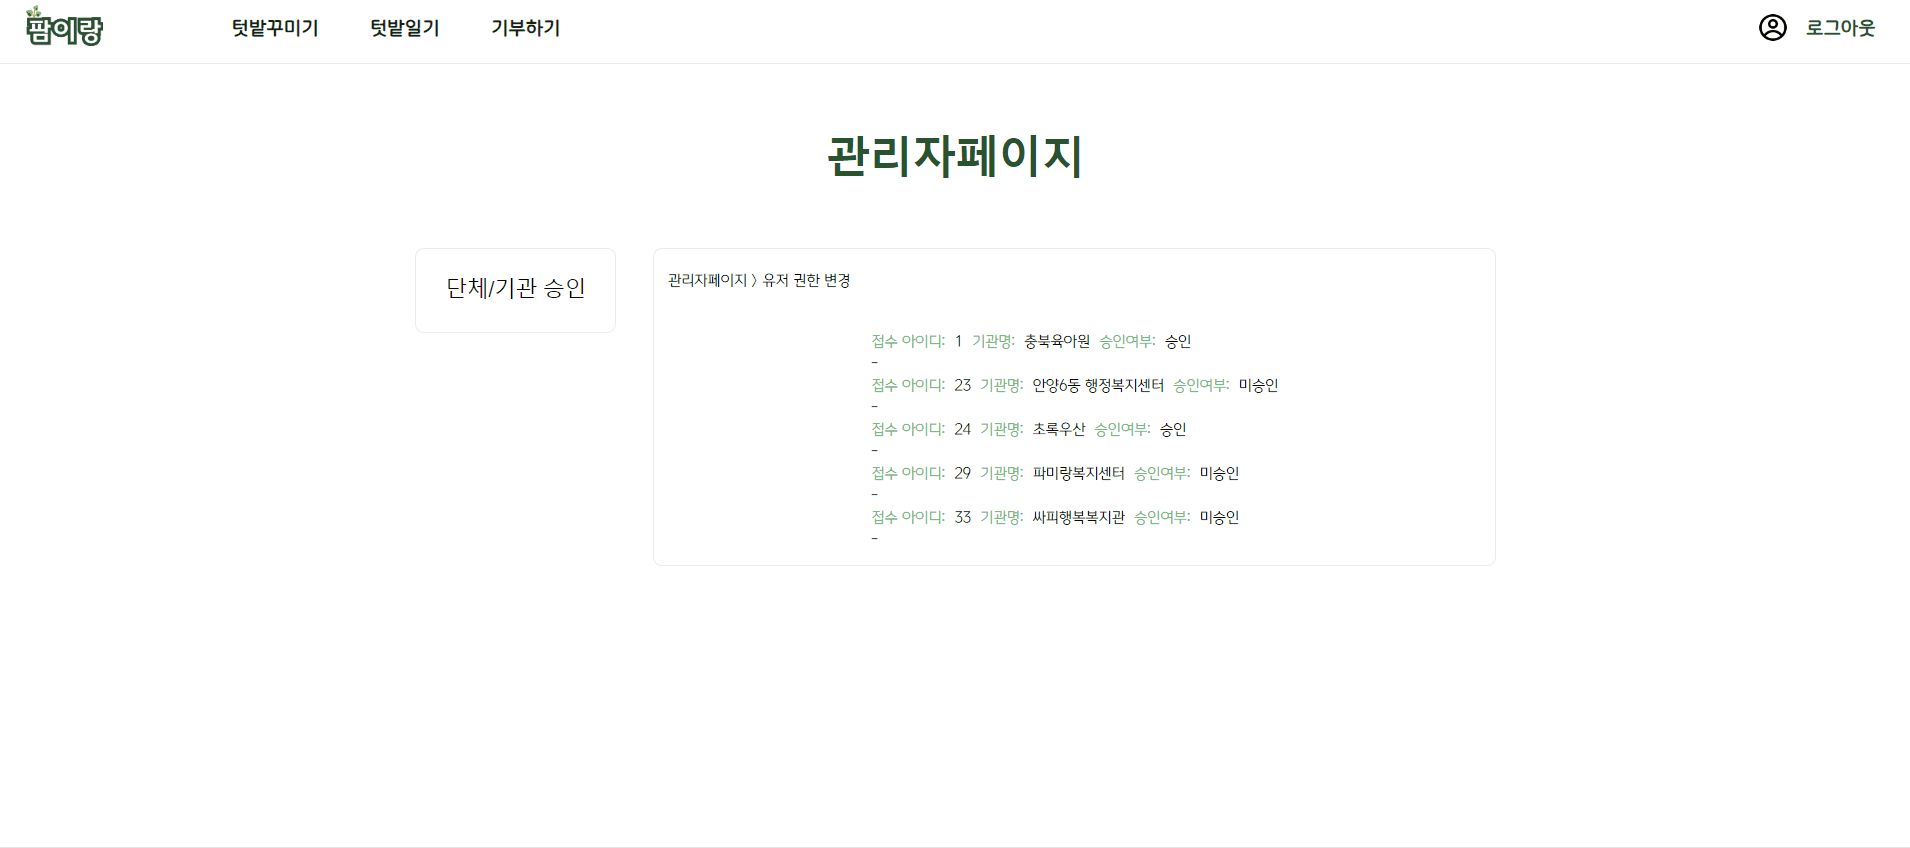 팜이랑 텃밭꾸미기 텃밭일기 기부하기 로그아웃
관리자페이지
단체/기관 승인
관리자페이지 > 유저 권한 변경
접수 아이디: 1 기관명: 충북육아원 승인여부: 승인
-
접수 아이디: 23 기관명: 안양6동 행정복지센터 승인여부: 미승인
-
접수 아이디: 24 기관명: 초록우산 승인여부: 승인
-
접수 아이디: 29 기관명: 파미랑복지센터 승인여부: 미승인
-
접수 아이디: 33 기관명: 싸피행복복지관 승인여부: 미승인
-